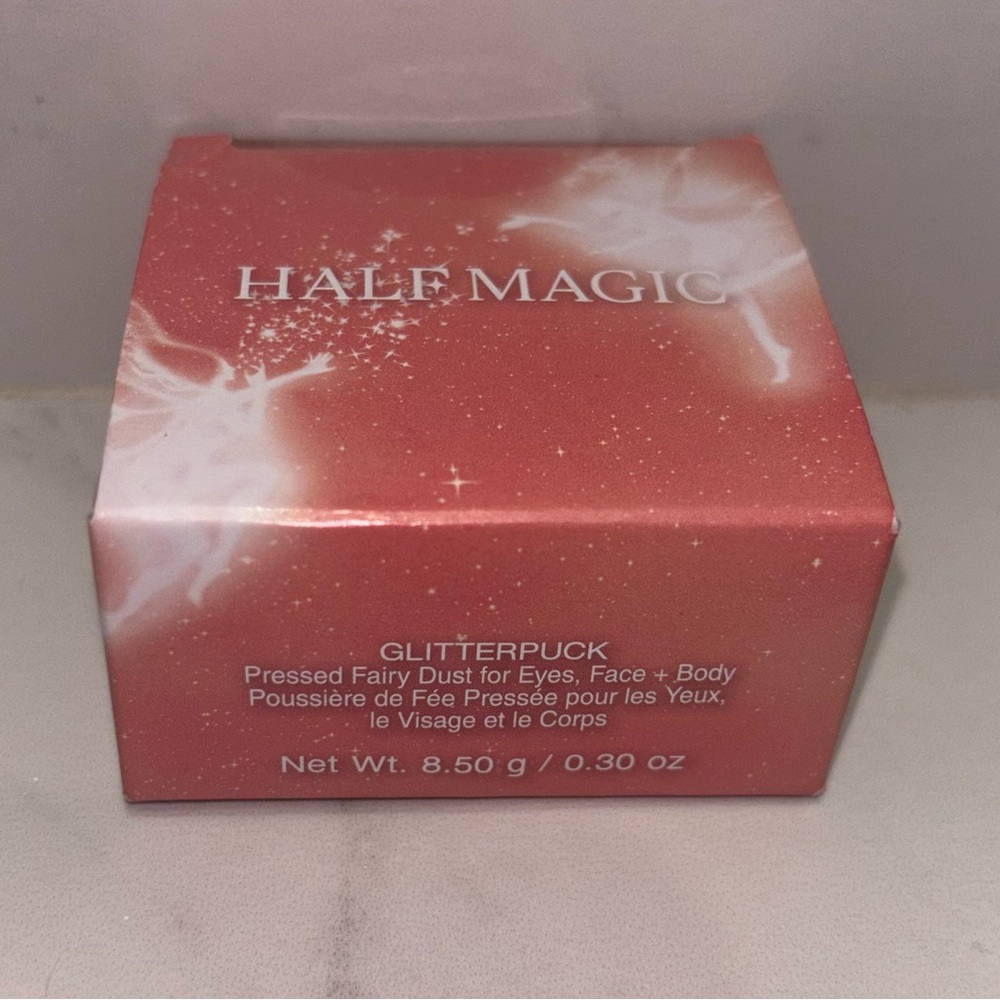 HALF MAGIC
GLITTERPUCK
Pressed Fairy Dust for Eyes, Face + Body
Poussière de Fée Pressée pour les Yeux,
le Visage et le Corps
Net Wt. 8.50 g / 0.30 oz